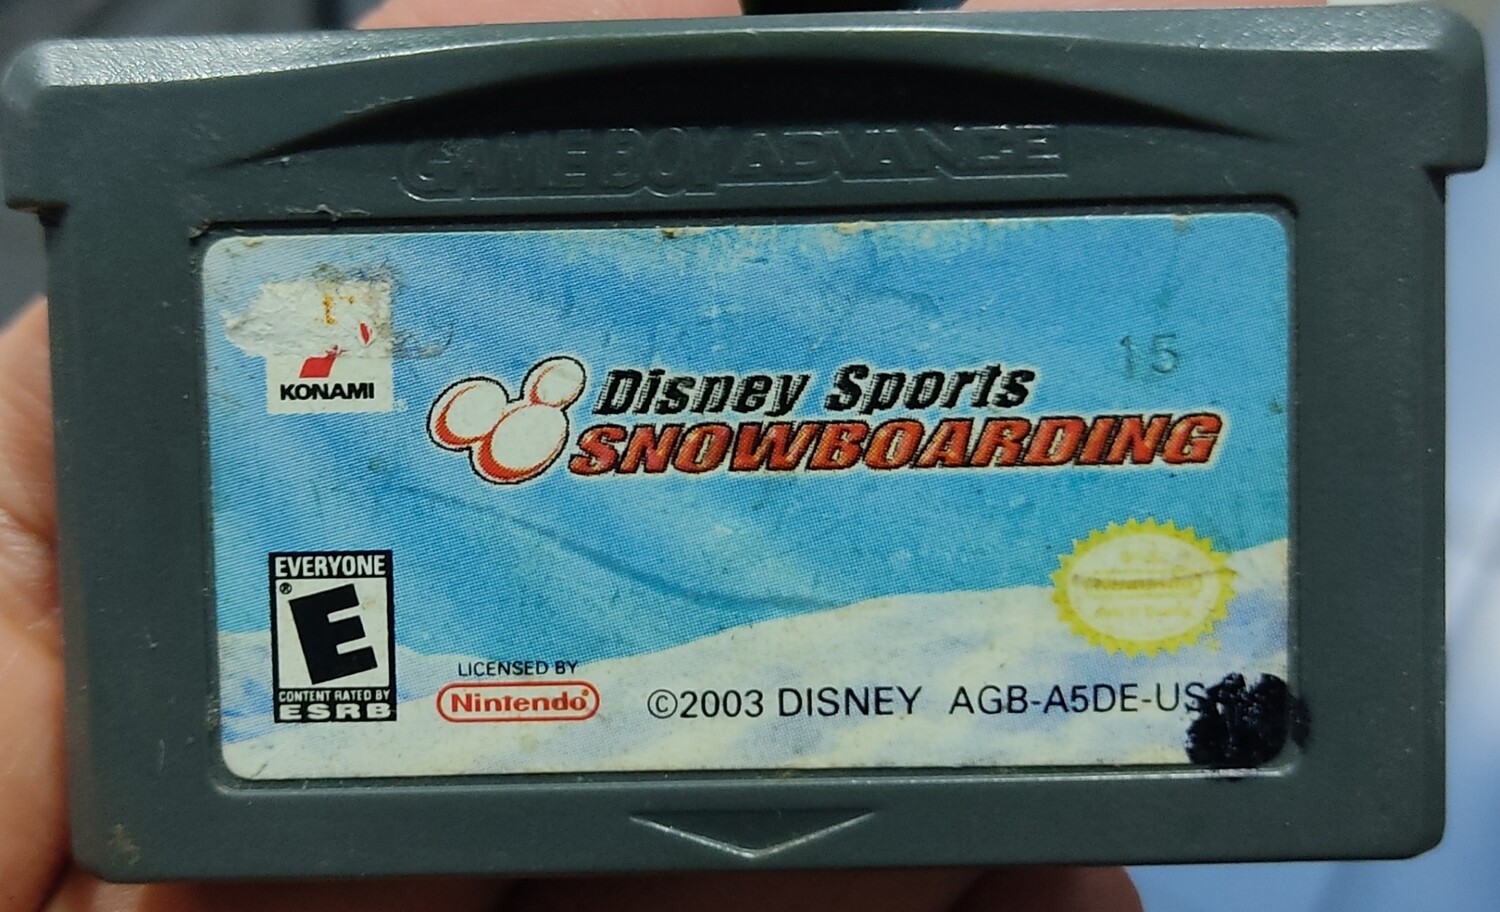 GAME BOY ADVANCE
KONAMI
Disney Sports
SNOWBOARDING
15
EVERYONE
E
CONTENT RATED BY
ESRB
LICENSED BY
Nintendo®
©2003 DISNEY AGB-A5DE-US